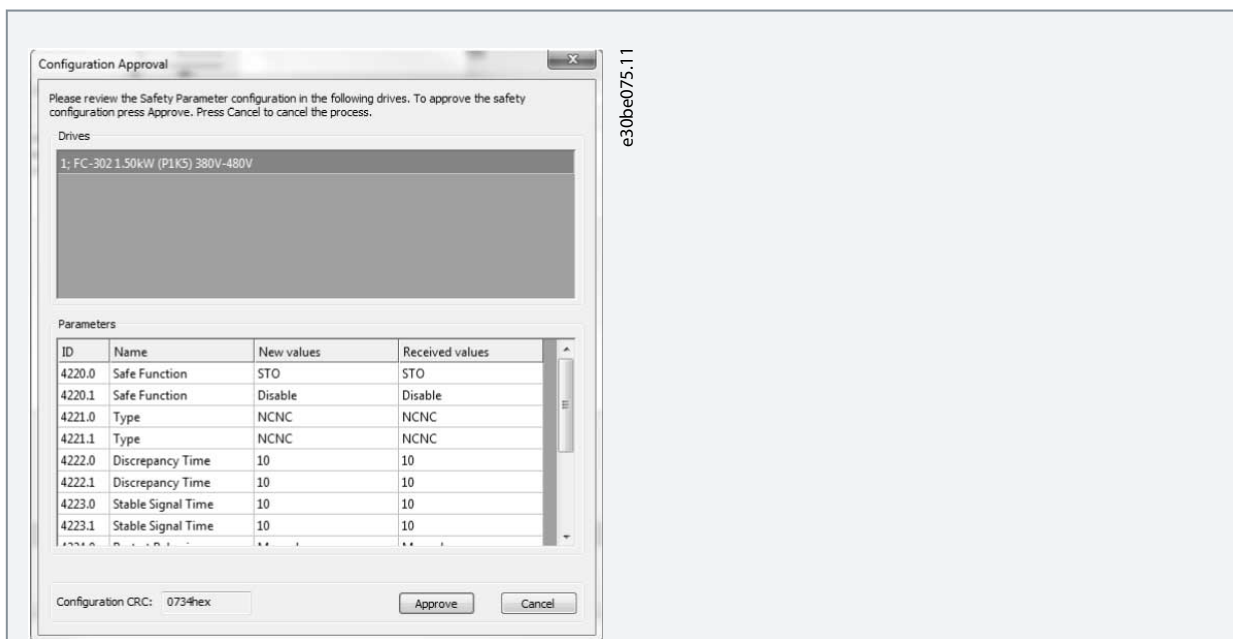 Configuration Approval
Please review the Safety Parameter configuration in the following drives. To approve the safety
configuration press Approve. Press Cancel to cancel the process.
Drives
1; FC-302 1.50kW (P1K5) 380V-480V
Parameters
ID Name New values Received values
4220.0 Safe Function STO STO
4220.1 Safe Function Disable Disable
4221.0 Type NCNC NCNC
4221.1 Type NCNC NCNC
4222.0 Discrepancy Time 10 10
4222.1 Discrepancy Time 10 10
4223.0 Stable Signal Time 10 10
4223.1 Stable Signal Time 10 10
Configuration CRC: 0734hex
Approve Cancel
e30be075.11